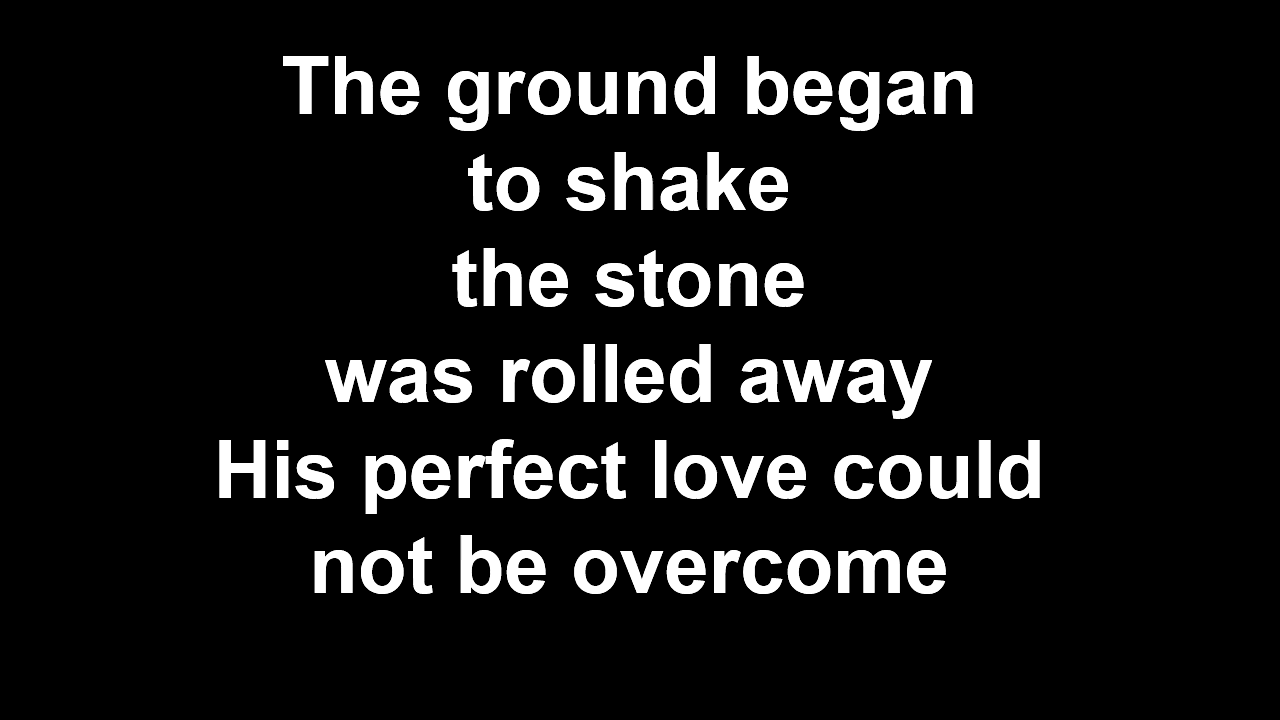 The ground began
to shake
the stone
was rolled away
His perfect love could
not be overcome